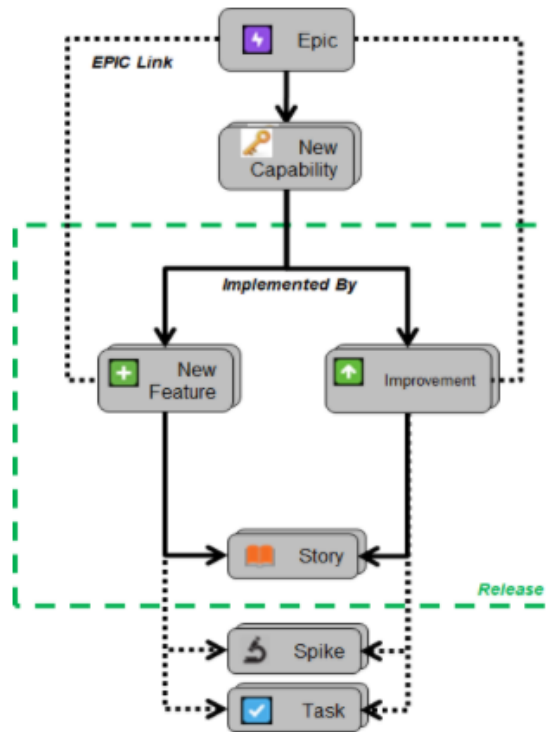 Epic
EPIC Link
New
Capability
Implemented By
New
Feature
Improvement
Story
Release
Spike
Task